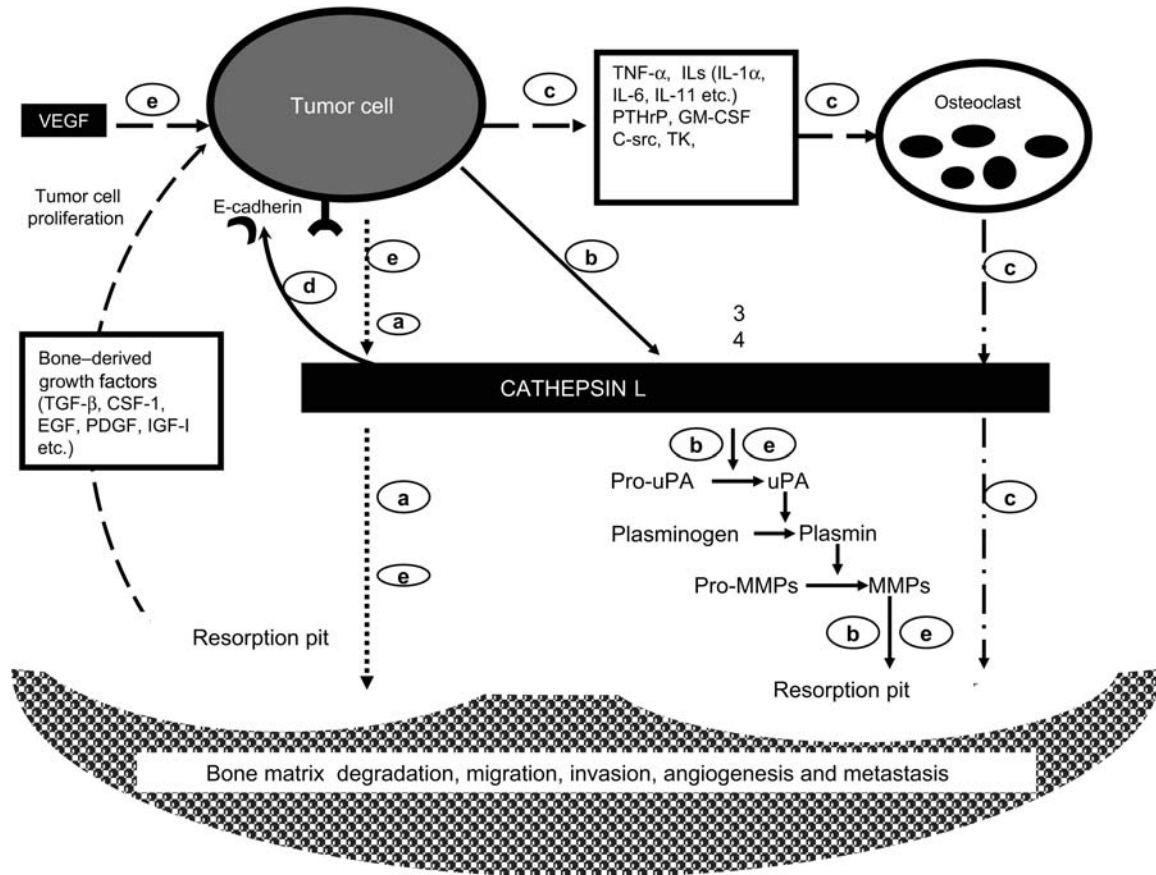 VEGF
e
Tumor cell
c
TNF-α, ILs (IL-1α,
IL-6, IL-11 etc.)
PTHrP, GM-CSF
C-src, TK,
c
Osteoclast
Tumor cell
proliferation
E-cadherin
d
e
a
b
3
4
c
Bone–derived
growth factors
(TGF-β, CSF-1,
EGF, PDGF, IGF-I
etc.)
CATHEPSIN L
a
e
b
e
Pro-uPA
uPA
Plasminogen
Plasmin
Pro-MMPs
MMPs
b
e
c
Resorption pit
Resorption pit
Bone matrix degradation, migration, invasion, angiogenesis and metastasis